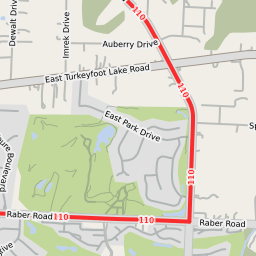 Dewalt Drive
Imrek Drive
110
Auberry Drive
East Turkeyfoot Lake Road
110
East Park Drive
Sp
110
Boulevard
Raber Road
110
110
Raber Road